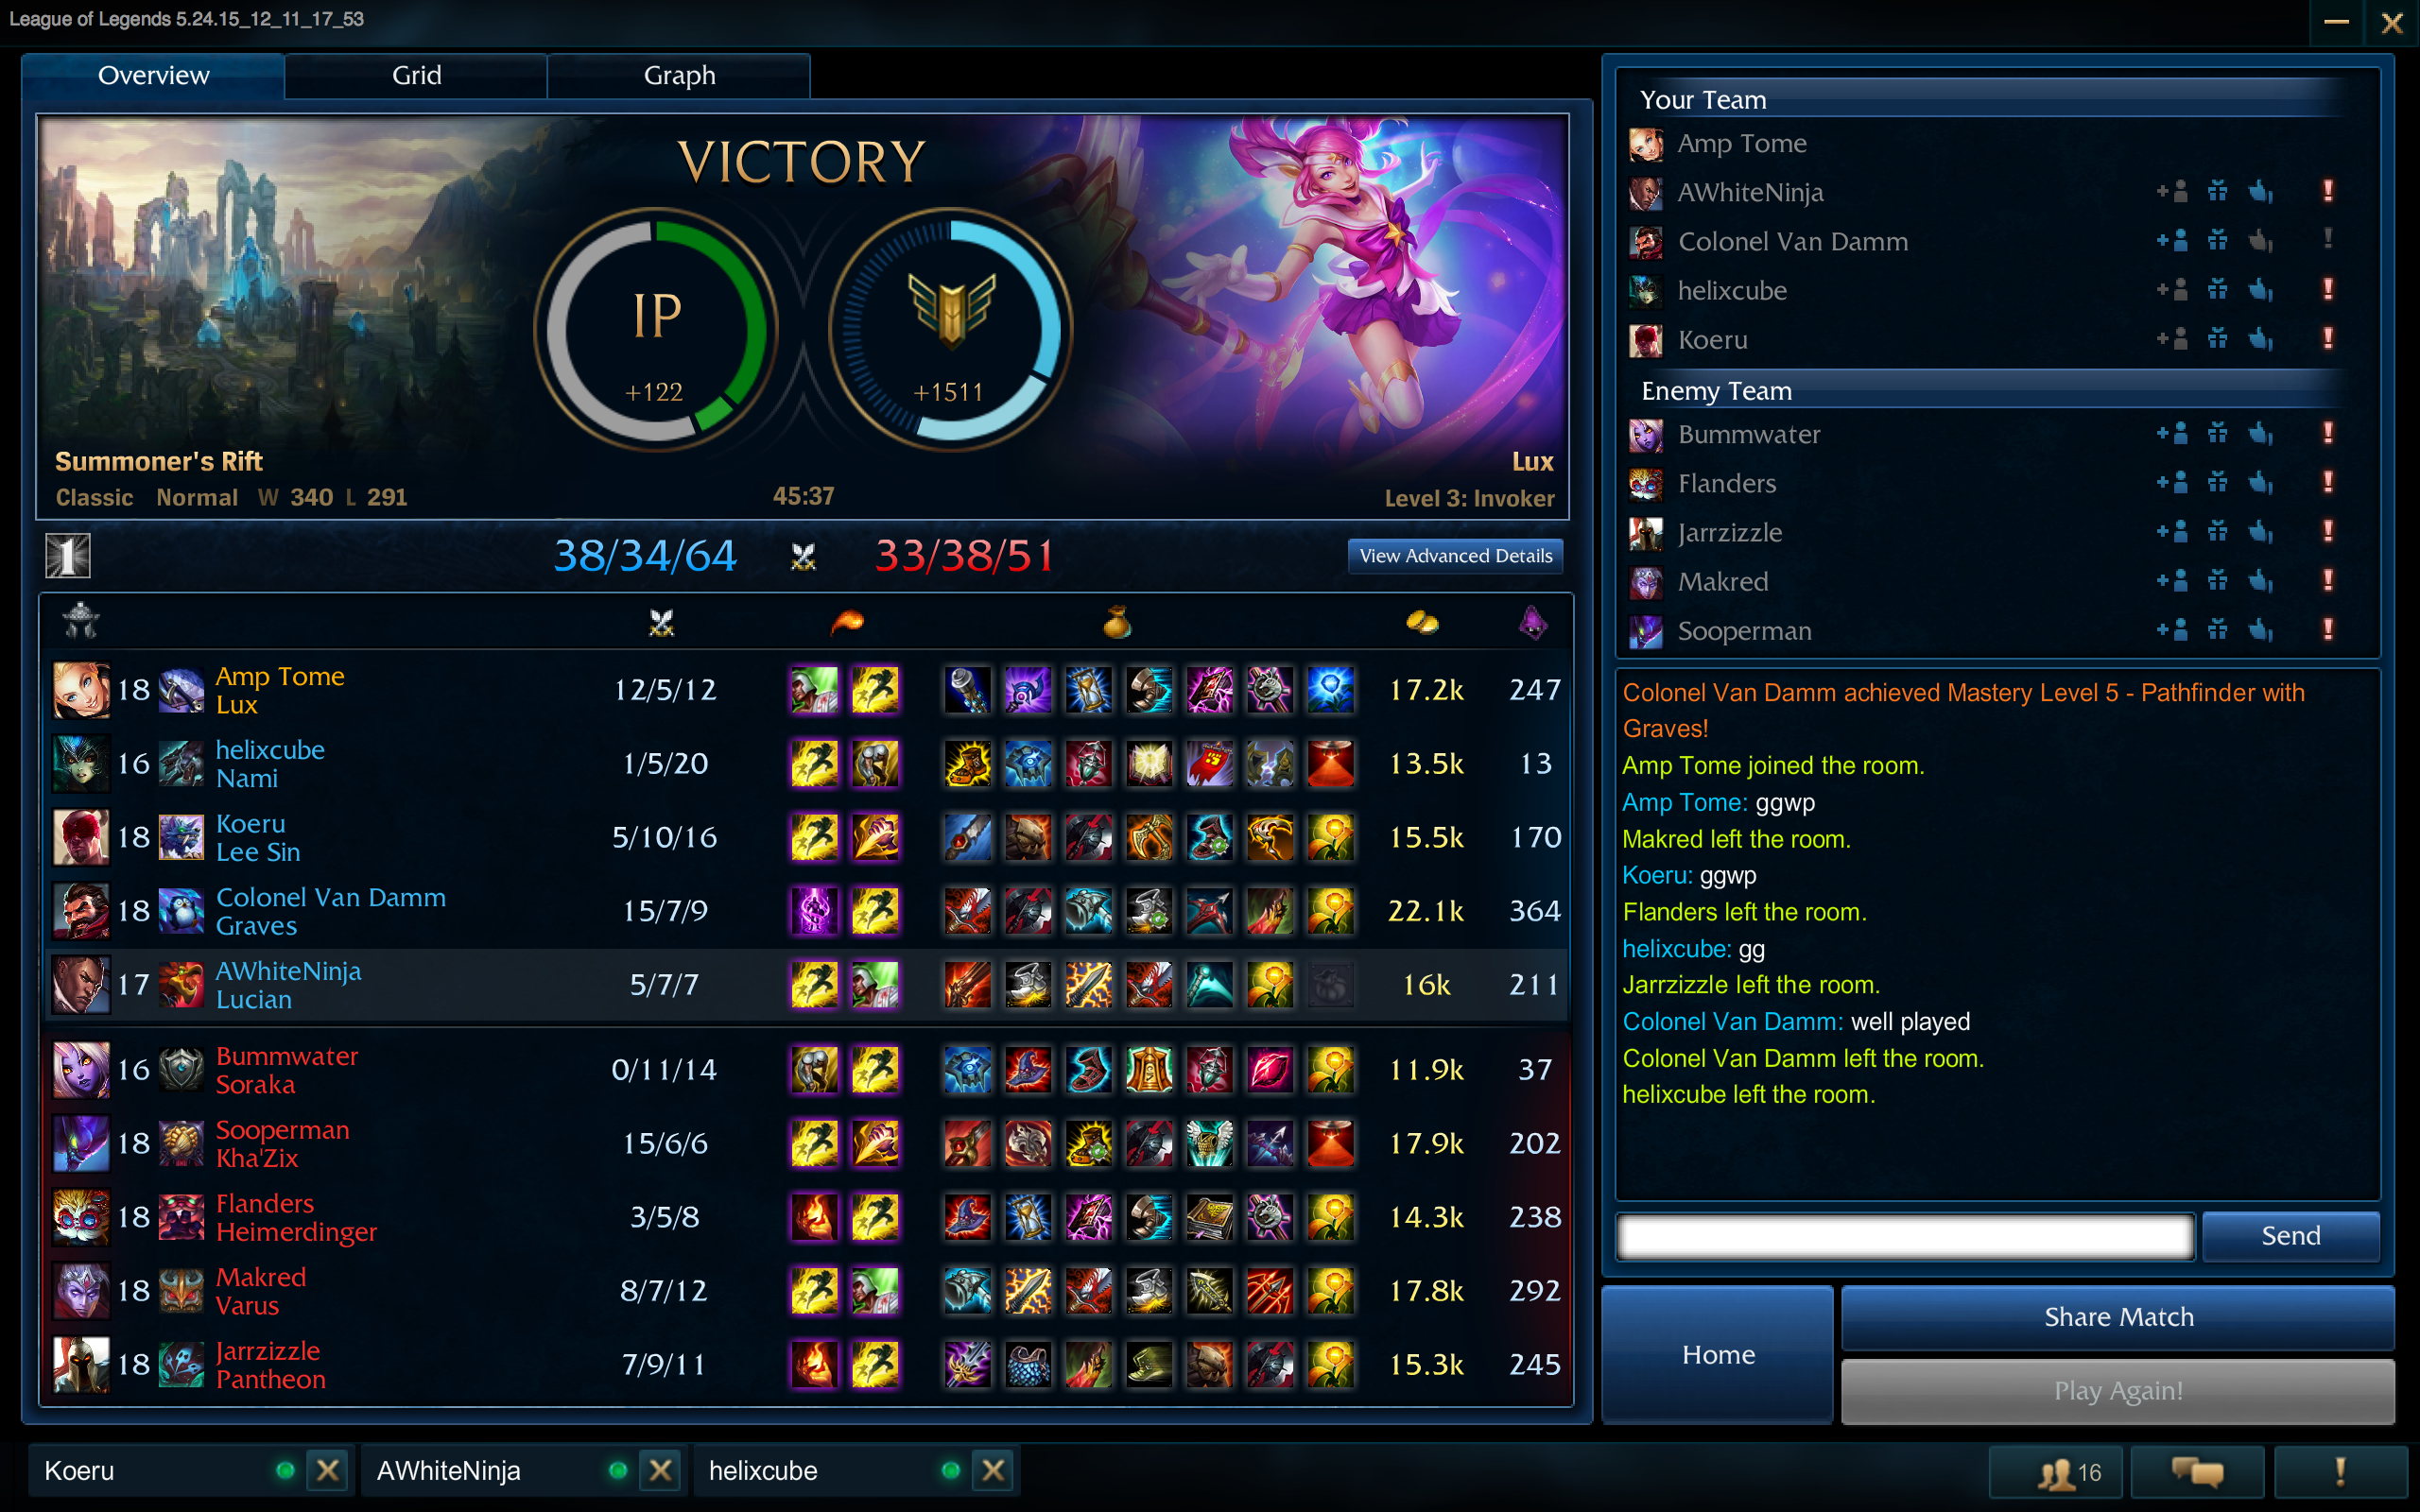 League of Legends 5.24.15_12_11_17_53
Overview
Grid
Graph
VICTORY
IP
+122
+1511
Summoner's Rift
Classic Normal W 340 L 291
45:37
Lux
Level 3: Invoker
1
38/34/64
33/38/51
View Advanced Details
18 Amp Tome 12/5/12 17.2k 247
Lux
16 helixcube 1/5/20 13.5k 13
Nami
18 Koeru 5/10/16 15.5k 170
Lee Sin
18 Colonel Van Damm 15/7/9 22.1k 364
Graves
17 AWhiteNinja 5/7/7 16k 211
Lucian
16 Bummwater 0/11/14 11.9k 37
Soraka
18 Sooperman 15/6/6 17.9k 202
Kha'Zix
18 Flanders 3/5/8 14.3k 238
Heimerdinger
18 Makred 8/7/12 17.8k 292
Varus
18 Jarrzizzle 7/9/11 15.3k 245
Pantheon
Your Team
Amp Tome
AWhiteNinja
Colonel Van Damm
helixcube
Koeru
Enemy Team
Bummwater
Flanders
Jarrzizzle
Makred
Sooperman
Colonel Van Damm achieved Mastery Level 5 - Pathfinder with
Graves!
Amp Tome joined the room.
Amp Tome: ggwp
Makred left the room.
Koeru: ggwp
Flanders left the room.
helixcube: gg
Jarrzizzle left the room.
Colonel Van Damm: well played
Colonel Van Damm left the room.
helixcube left the room.
Send
Home
Share Match
Play Again!
Koeru
AWhiteNinja
helixcube
16